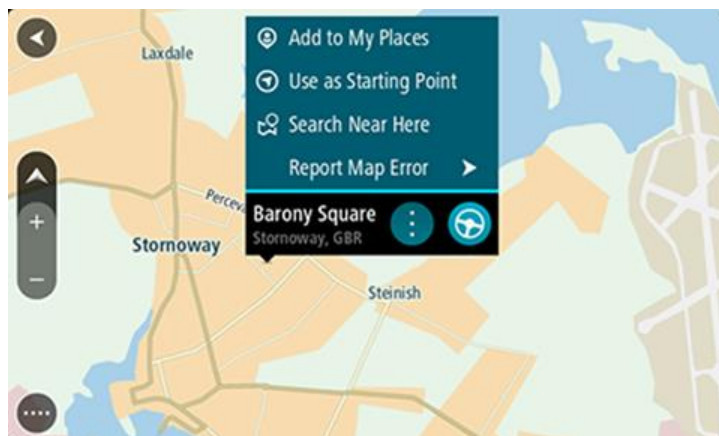 Laxdale
Add to My Places
Use as Starting Point
Search Near Here
Report Map Error
Barony Square
Stornoway, GBR
Stornoway
Steinish